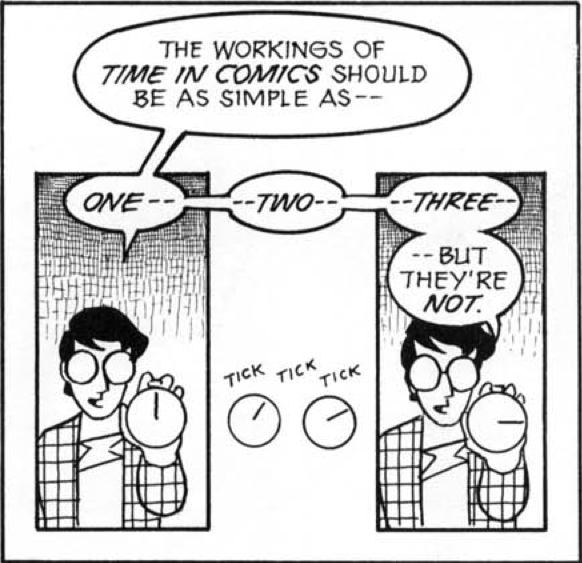 THE WORKINGS OF
TIME IN COMICS SHOULD
BE AS SIMPLE AS--
ONE--
--TWO--
--THREE--
--BUT
THEY'RE
NOT.
TICK
TICK
TICK